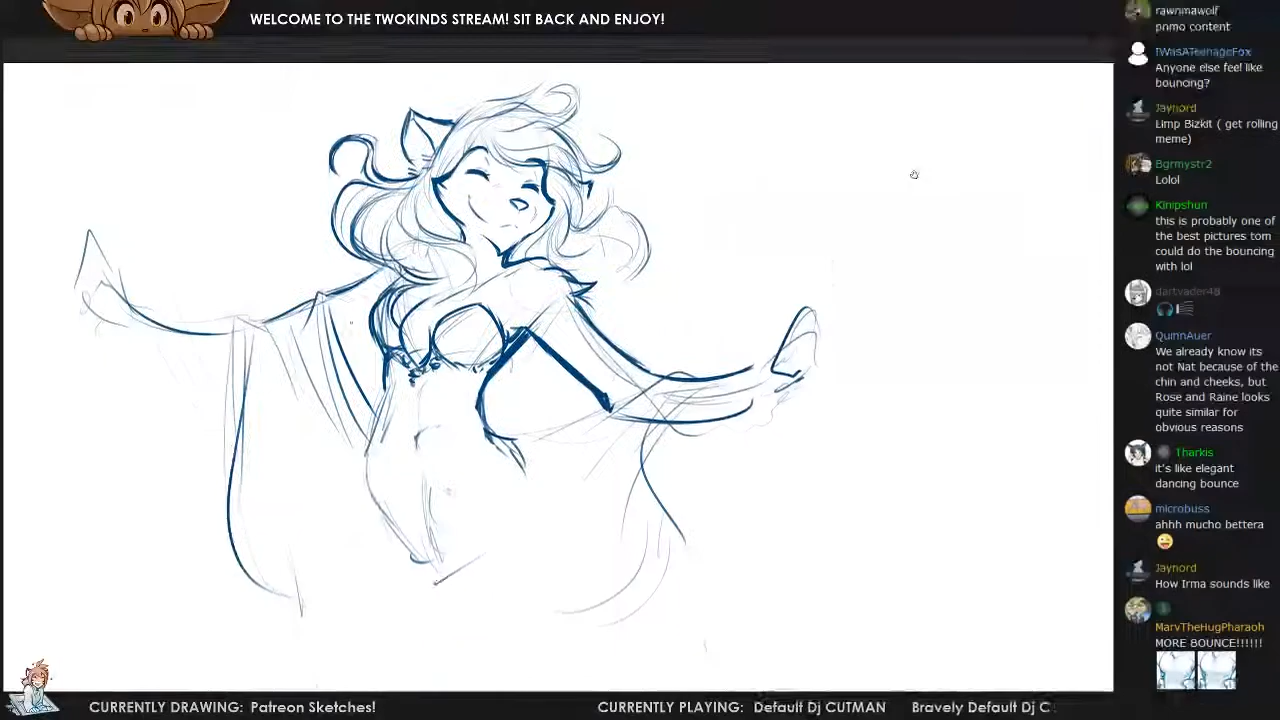 WELCOME TO THE TWOKINDS STREAM! SIT BACK AND ENJOY!
rawnmawolf
pnmo content
IWasATeenageFox
Anyone else feel like
bouncing?
Jaynord
Limp Bizkit ( get rolling
meme)
Bgrmystr2
Lolol
Kinipshun
this is probably one of
the best pictures tom
could do the bouncing
with lol
dartvader48
QuinnAuer
We already know its
not Nat because of the
chin and cheeks, but
Rose and Raine looks
quite similar for
obvious reasons
Tharkis
it's like elegant
dancing bounce
microbuss
ahhh mucho bettera
Jaynord
How Irma sounds like
MarvTheHugPharaoh
MORE BOUNCE!!!!!!
CURRENTLY DRAWING: Patreon Sketches!
CURRENTLY PLAYING: Default Dj CUTMAN Bravely Default Dj C